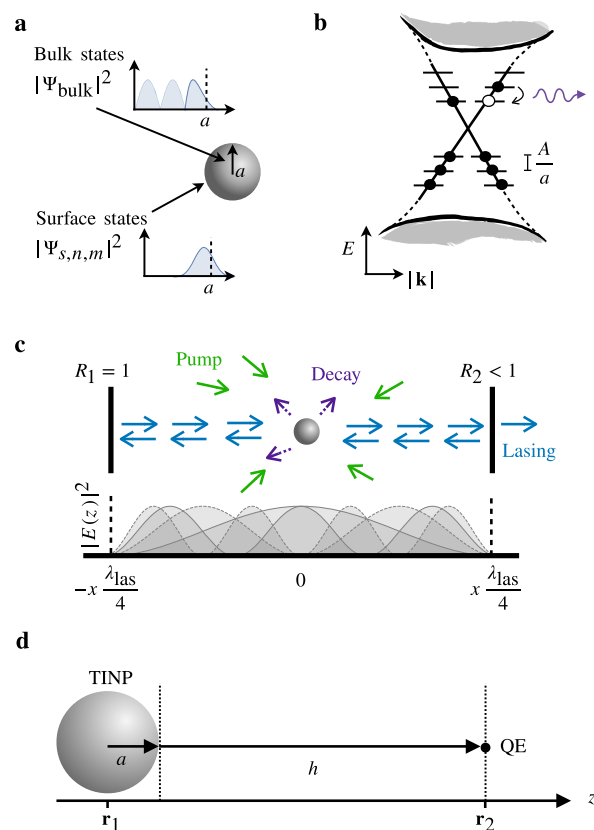 a
Bulk states
|Ψbulk|²
a
a
Surface states
|Ψs,n,m|²
a
b
A
a
E
|k|
c
R₁ = 1
Pump
Decay
R₂ < 1
Lasing
|E(z)|²
−x λlas/4
0
x λlas/4
d
TINP
a
h
QE
z
r₁
r₂